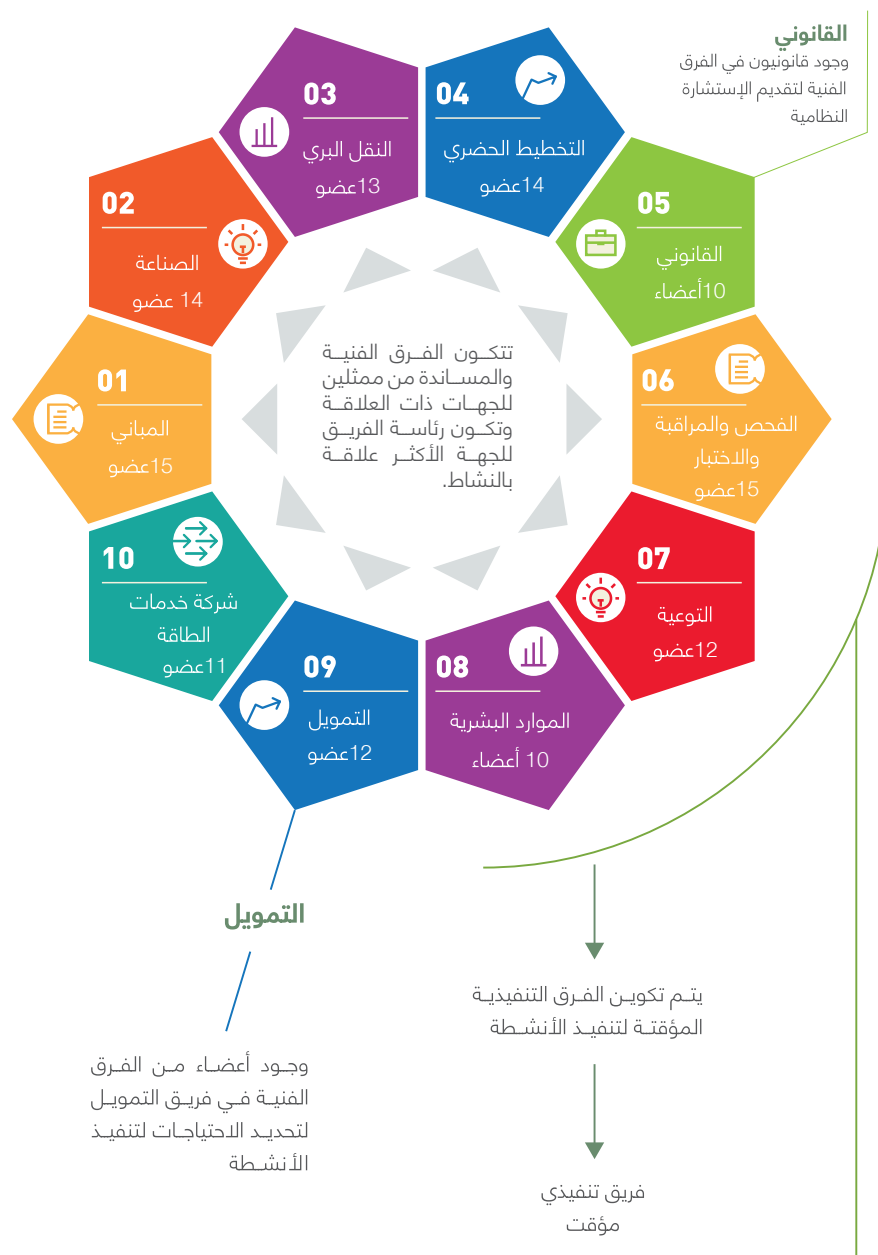 القانوني
وجود قانونيون في الفرق
الفنية لتقديم الإستشارة
النظامية
03
النقل البري
13عضو
04
التخطيط الحضري
14عضو
02
الصناعة
14 عضو
05
القانوني
10أعضاء
01
المباني
15عضو
تتكـون الفـرق الفنيـة
والمسـاندة من ممثلين
للجهـات ذات العلاقـة
وتكـون رئاسـة الفريـق
للجهـة الأكثـر علاقـة
بالنشاط.
06
الفحص والمراقبة
والاختبار
15عضو
10
شركة خدمات
الطاقة
11عضو
07
التوعية
12عضو
09
التمويل
12عضو
08
الموارد البشرية
10 أعضاء
التمويل
وجـود أعضـاء مـن الفـرق
الفنيـة فـي فريـق التمويـل
لتحديـد الاحتياجـات لتنفيـذ
الأنشـطة
يتـم تكويـن الفـرق التنفيذيـة
المؤقتـة لتنفيـذ الأنشـطة
فريق تنفيذي
مؤقت